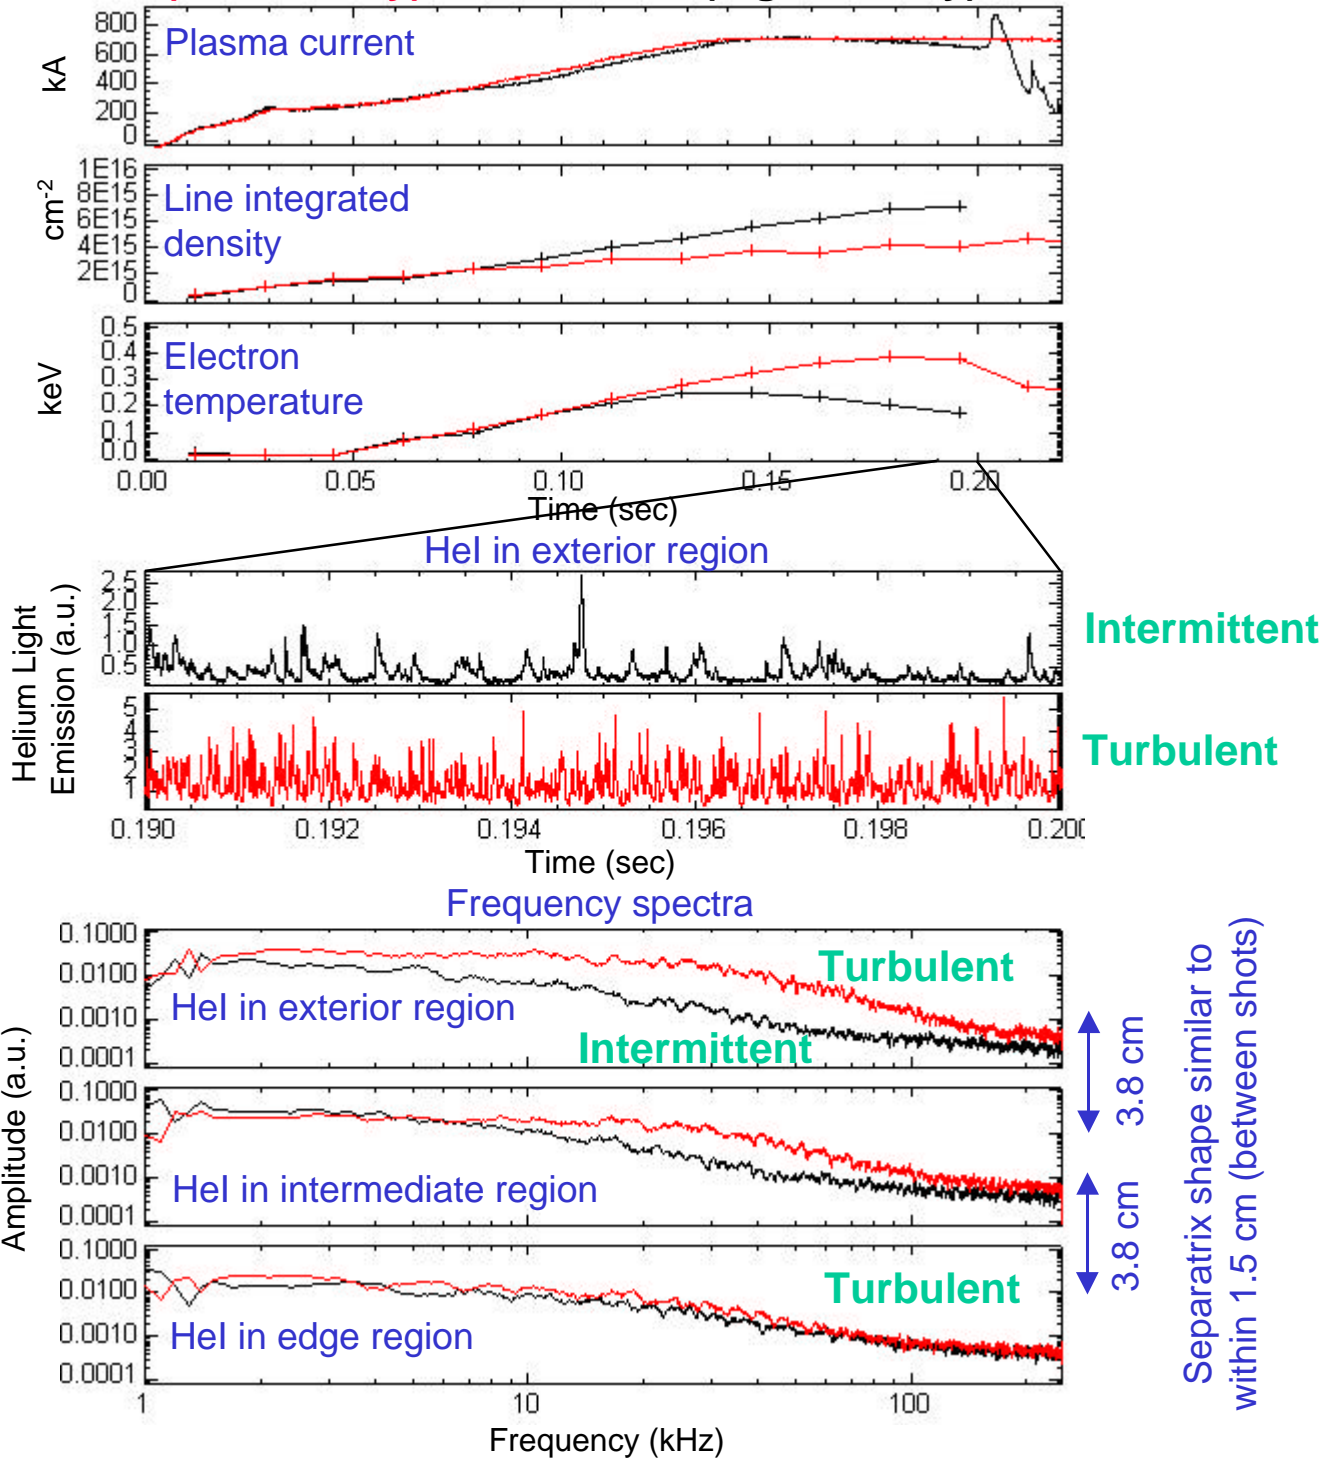 800
600
400
200
0
kA
Plasma current
1E16
8E15
6E15
4E15
2E15
0
cm-2
Line integrated
density
0.5
0.4
0.3
0.2
0.1
0.0
keV
Electron
temperature
0.00 0.05 0.10 0.15 0.20
Time (sec)
HeI in exterior region
2.5
2.0
1.5
1.0
0.5
Helium Light
Emission (a.u.)
Intermittent
5
4
3
2
1
Turbulent
0.190 0.192 0.194 0.196 0.198 0.200
Time (sec)
Frequency spectra
0.1000
0.0100
0.0010
0.0001
Turbulent
HeI in exterior region
Intermittent
Amplitude (a.u.)
0.1000
0.0100
0.0010
0.0001
HeI in intermediate region
0.1000
0.0100
0.0010
0.0001
Turbulent
HeI in edge region
1 10 100
Frequency (kHz)
3.8 cm
3.8 cm
Separatrix shape similar to
within 1.5 cm (between shots)